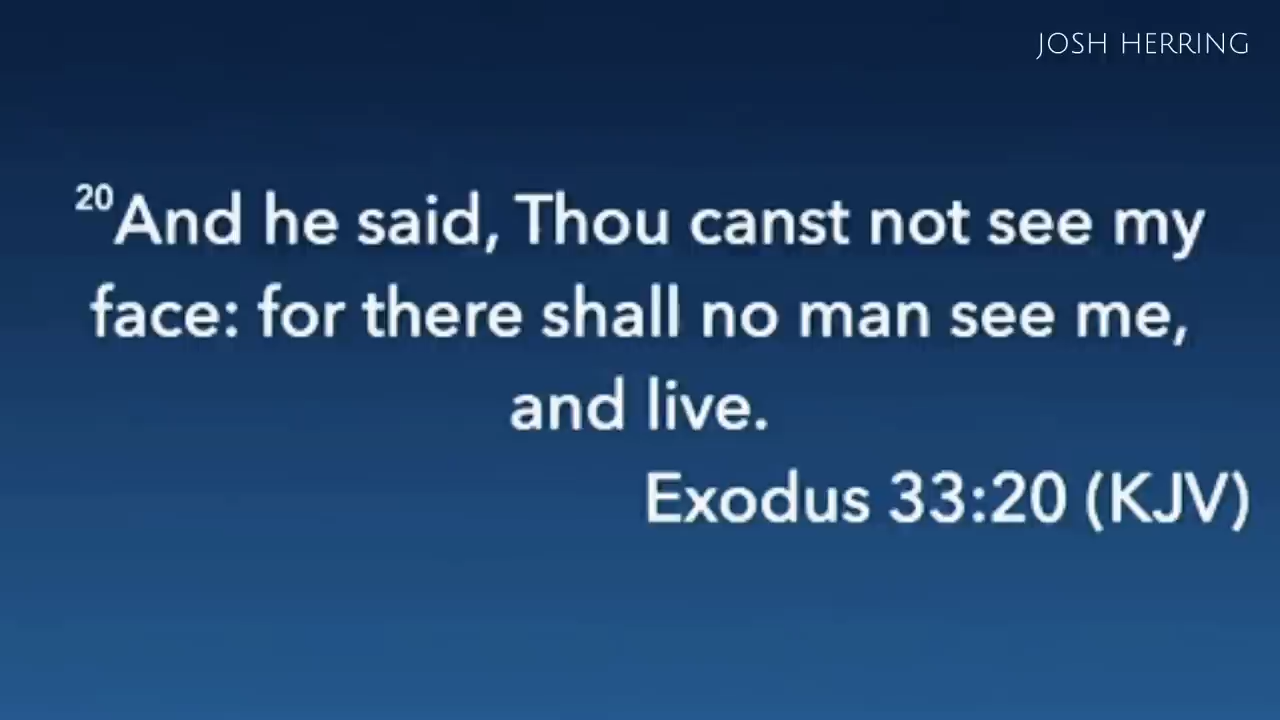 JOSH HERRING
20And he said, Thou canst not see my
face: for there shall no man see me,
and live.
Exodus 33:20 (KJV)